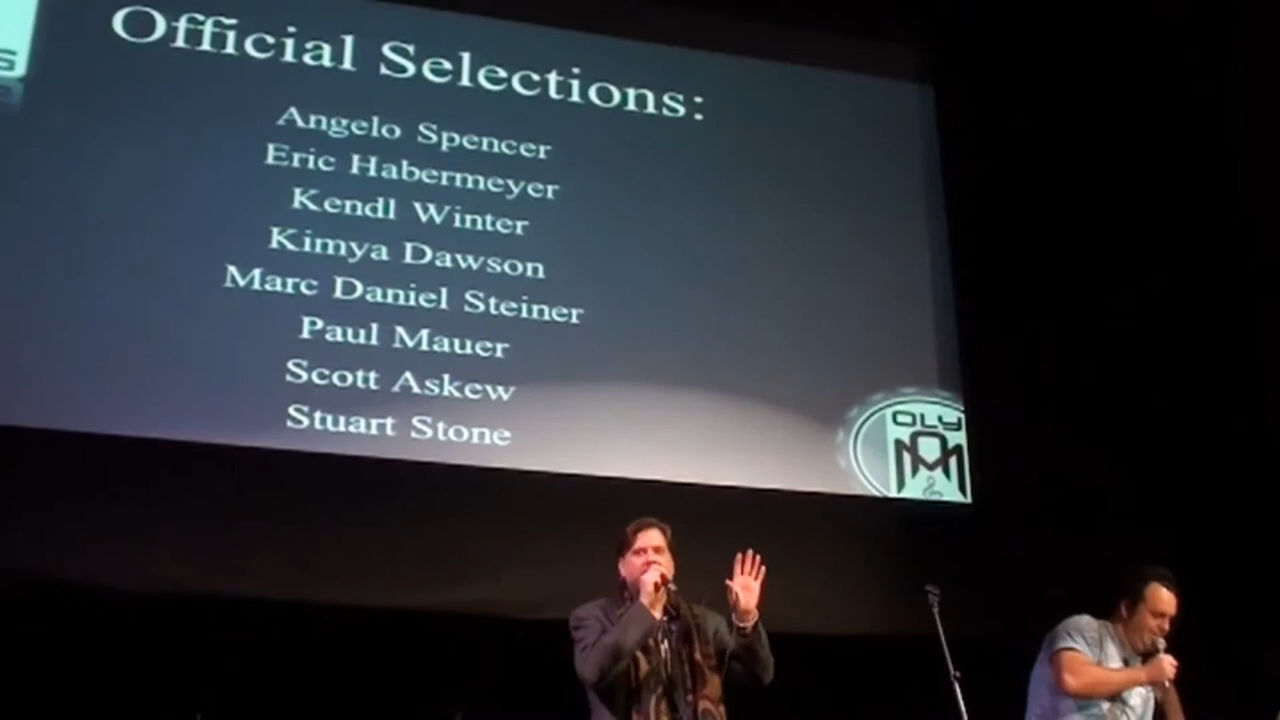 Official Selections:
Angelo Spencer
Eric Habermeyer
Kendl Winter
Kimya Dawson
Marc Daniel Steiner
Paul Mauer
Scott Askew
Stuart Stone
OLY